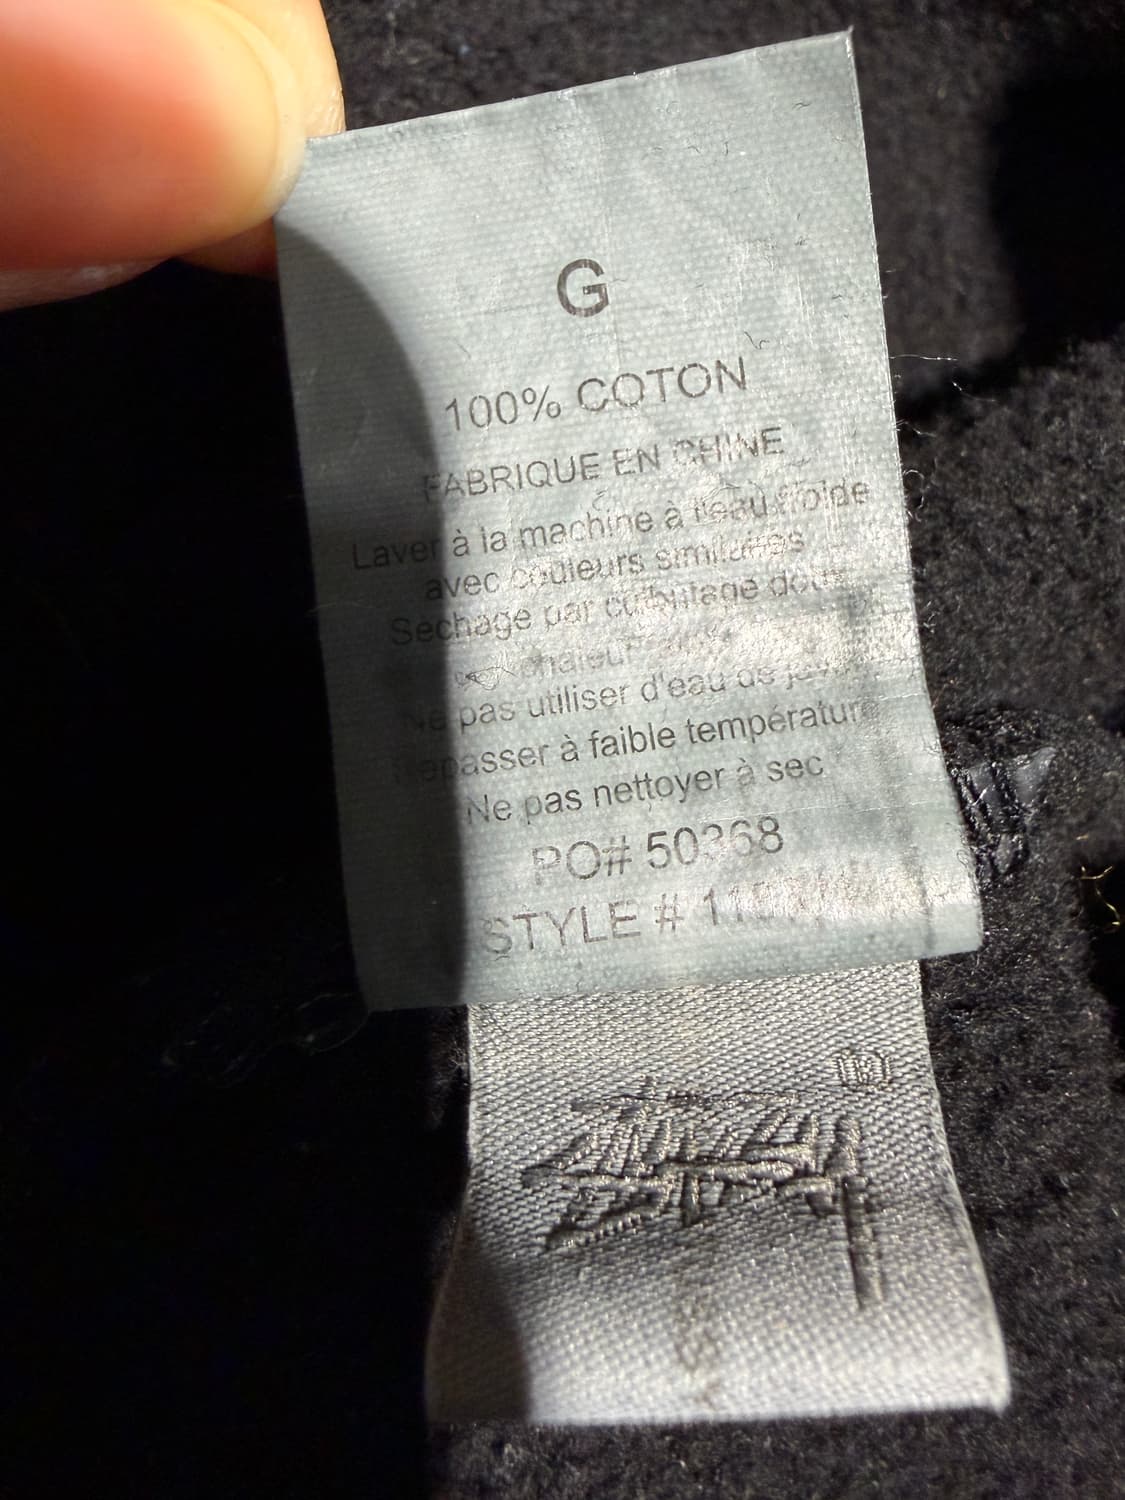 G
100% COTON
FABRIQUE EN CHINE
Laver à la machine à l'eau froide
avec couleurs similaires
Sechage par culbutage doux
chaleur
Ne pas utiliser d'eau de
Repasser à faible température
Ne pas nettoyer à sec
PO# 50368
STYLE #
®